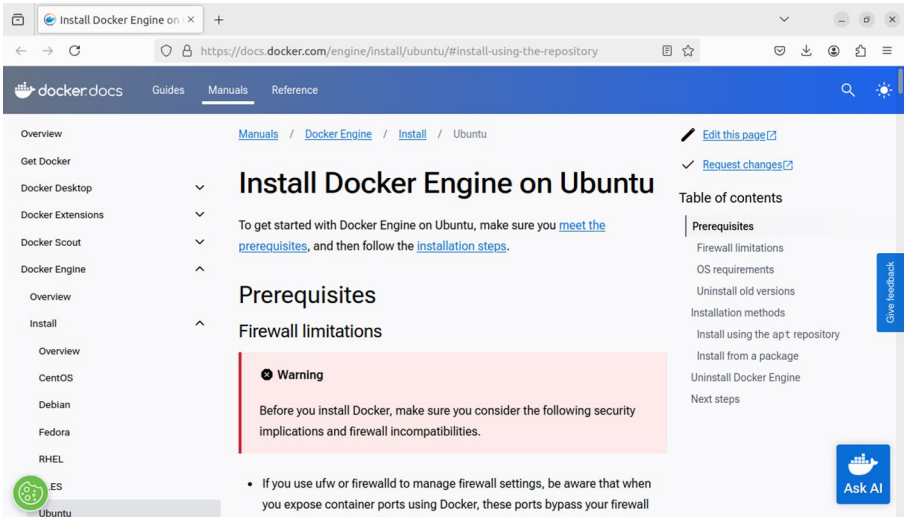 Install Docker Engine on
https://docs.docker.com/engine/install/ubuntu/#install-using-the-repository
docker.docs
Guides
Manuals
Reference
Overview
Get Docker
Docker Desktop
Docker Extensions
Docker Scout
Docker Engine
Overview
Install
Overview
CentOS
Debian
Fedora
RHEL
Ubuntu
Manuals / Docker Engine / Install / Ubuntu
Install Docker Engine on Ubuntu
To get started with Docker Engine on Ubuntu, make sure you meet the
prerequisites, and then follow the installation steps.
Prerequisites
Firewall limitations
Warning
Before you install Docker, make sure you consider the following security
implications and firewall incompatibilities.
• If you use ufw or firewalld to manage firewall settings, be aware that when
you expose container ports using Docker, these ports bypass your firewall
Edit this page
Request changes
Table of contents
Prerequisites
Firewall limitations
OS requirements
Uninstall old versions
Installation methods
Install using the apt repository
Install from a package
Uninstall Docker Engine
Next steps
Give feedback
Ask AI